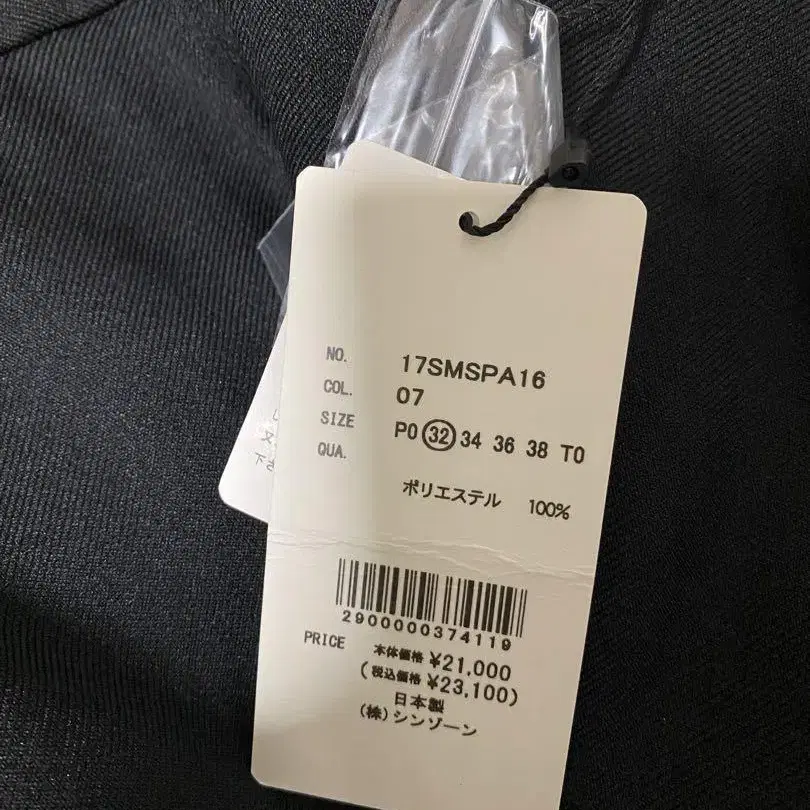 NO. 17SMSPA16
COL. 07
SIZE P0 32 34 36 38 T0
QUA.
ポリエステル 100%
2900000374119
PRICE 本体価格 ¥21,000
(税込価格 ¥23,100)
日本製
(株)シンゾーン